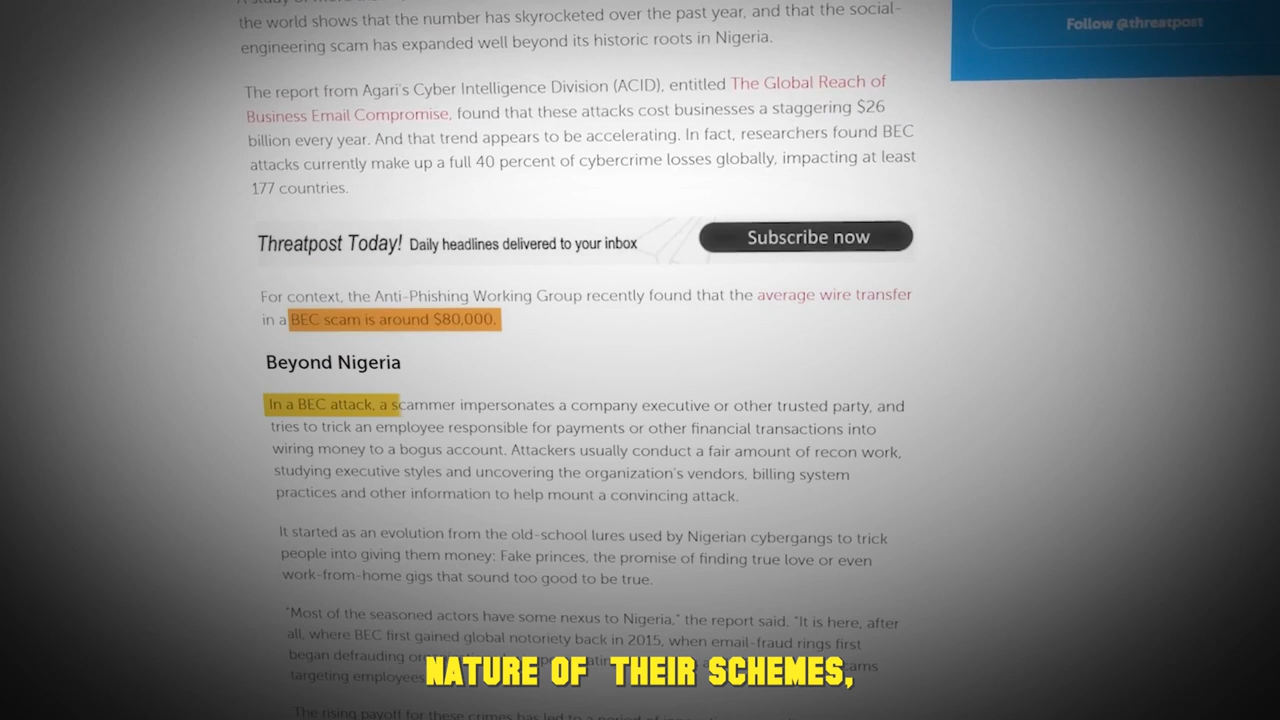 the world shows that the number has skyrocketed over the past year, and that the social-
engineering scam has expanded well beyond its historic roots in Nigeria.
Follow @threatpost
The report from Agari's Cyber Intelligence Division (ACID), entitled The Global Reach of
Business Email Compromise, found that these attacks cost businesses a staggering $26
billion every year. And that trend appears to be accelerating. In fact, researchers found BEC
attacks currently make up a full 40 percent of cybercrime losses globally, impacting at least
177 countries.
Threatpost Today! Daily headlines delivered to your inbox
Subscribe now
For context, the Anti-Phishing Working Group recently found that the average wire transfer
in a BEC scam is around $80,000.
Beyond Nigeria
In a BEC attack, a scammer impersonates a company executive or other trusted party, and
tries to trick an employee responsible for payments or other financial transactions into
wiring money to a bogus account. Attackers usually conduct a fair amount of recon work,
studying executive styles and uncovering the organization's vendors, billing system
practices and other information to help mount a convincing attack.
It started as an evolution from the old-school lures used by Nigerian cybergangs to trick
people into giving them money: Fake princes, the promise of finding true love or even
work-from-home gigs that sound too good to be true.
"Most of the seasoned actors have some nexus to Nigeria," the report said. "It is here, after
all, where BEC first gained global notoriety back in 2015, when email-fraud rings first
began defrauding
targeting employees
NATURE OF THEIR SCHEMES,
The rising payoff for these crimes has led to a period of